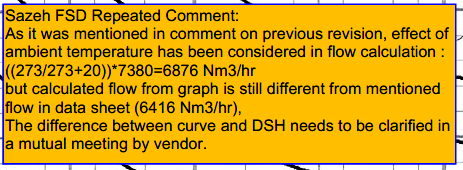 Sazeh FSD Repeated Comment:
As it was mentioned in comment on previous revision, effect of
ambient temperature has been considered in flow calculation :
((273/273+20))*7380=6876 Nm3/hr
but calculated flow from graph is still different from mentioned
flow in data sheet (6416 Nm3/hr),
The difference between curve and DSH needs to be clarified in
a mutual meeting by vendor.